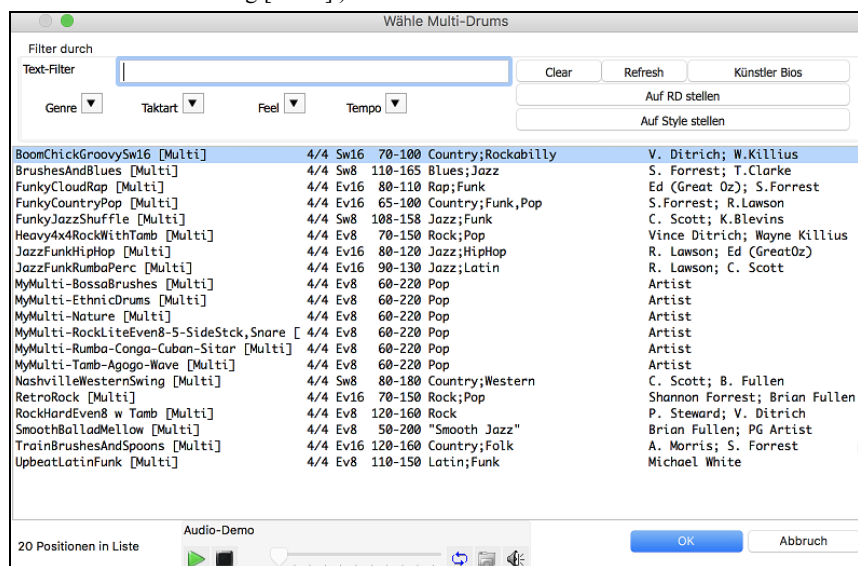 Wähle Multi-Drums
Filter durch
Text-Filter Clear Refresh Künstler Bios
Genre Taktart Feel Tempo Auf RD stellen
Auf Style stellen
BoomChickGroovySw16 [Multi] 4/4 Sw16 70-100 Country;Rockabilly V. Ditrich; W.Killius
BrushesAndBlues [Multi] 4/4 Sw8 110-165 Blues;Jazz S. Forrest; T.Clarke
FunkyCloudRap [Multi] 4/4 Ev16 80-110 Rap;Funk Ed (Great Oz); S.Forrest
FunkyCountryPop [Multi] 4/4 Ev16 65-100 Country;Funk,Pop S.Forrest; R.Lawson
FunkyJazzShuffle [Multi] 4/4 Sw8 108-158 Jazz;Funk C. Scott; K.Blevins
Heavy4x4RockWithTamb [Multi] 4/4 Ev8 70-150 Rock;Pop Vince Ditrich; Wayne Killius
JazzFunkHipHop [Multi] 4/4 Ev16 80-120 Jazz;HipHop R. Lawson; Ed (GreatOz)
JazzFunkRumbaPerc [Multi] 4/4 Ev16 90-130 Jazz;Latin R. Lawson; C. Scott
MyMulti-BossaBrushes [Multi] 4/4 Ev8 60-220 Pop Artist
MyMulti-EthnicDrums [Multi] 4/4 Ev8 60-220 Pop Artist
MyMulti-Nature [Multi] 4/4 Ev8 60-220 Pop Artist
MyMulti-RockLiteEven8-5-SideStck,Snare [ 4/4 Ev8 60-220 Pop Artist
MyMulti-Rumba-Conga-Cuban-Sitar [Multi] 4/4 Ev8 60-220 Pop Artist
MyMulti-Tamb-Agogo-Wave [Multi] 4/4 Ev8 60-220 Pop Artist
NashvilleWesternSwing [Multi] 4/4 Sw8 80-180 Country;Western C. Scott; B. Fullen
RetroRock [Multi] 4/4 Ev16 70-150 Rock;Pop Shannon Forrest; Brian Fullen
RockHardEven8 w Tamb [Multi] 4/4 Ev8 120-160 Rock P. Steward; V. Ditrich
SmoothBalladMellow [Multi] 4/4 Ev8 50-200 "Smooth Jazz" Brian Fullen; PG Artist
TrainBrushesAndSpoons [Multi] 4/4 Ev16 120-160 Country;Folk A. Morris; S. Forrest
UpbeatLatinFunk [Multi] 4/4 Ev8 110-150 Latin;Funk Michael White
Audio-Demo
20 Positionen in Liste OK Abbruch